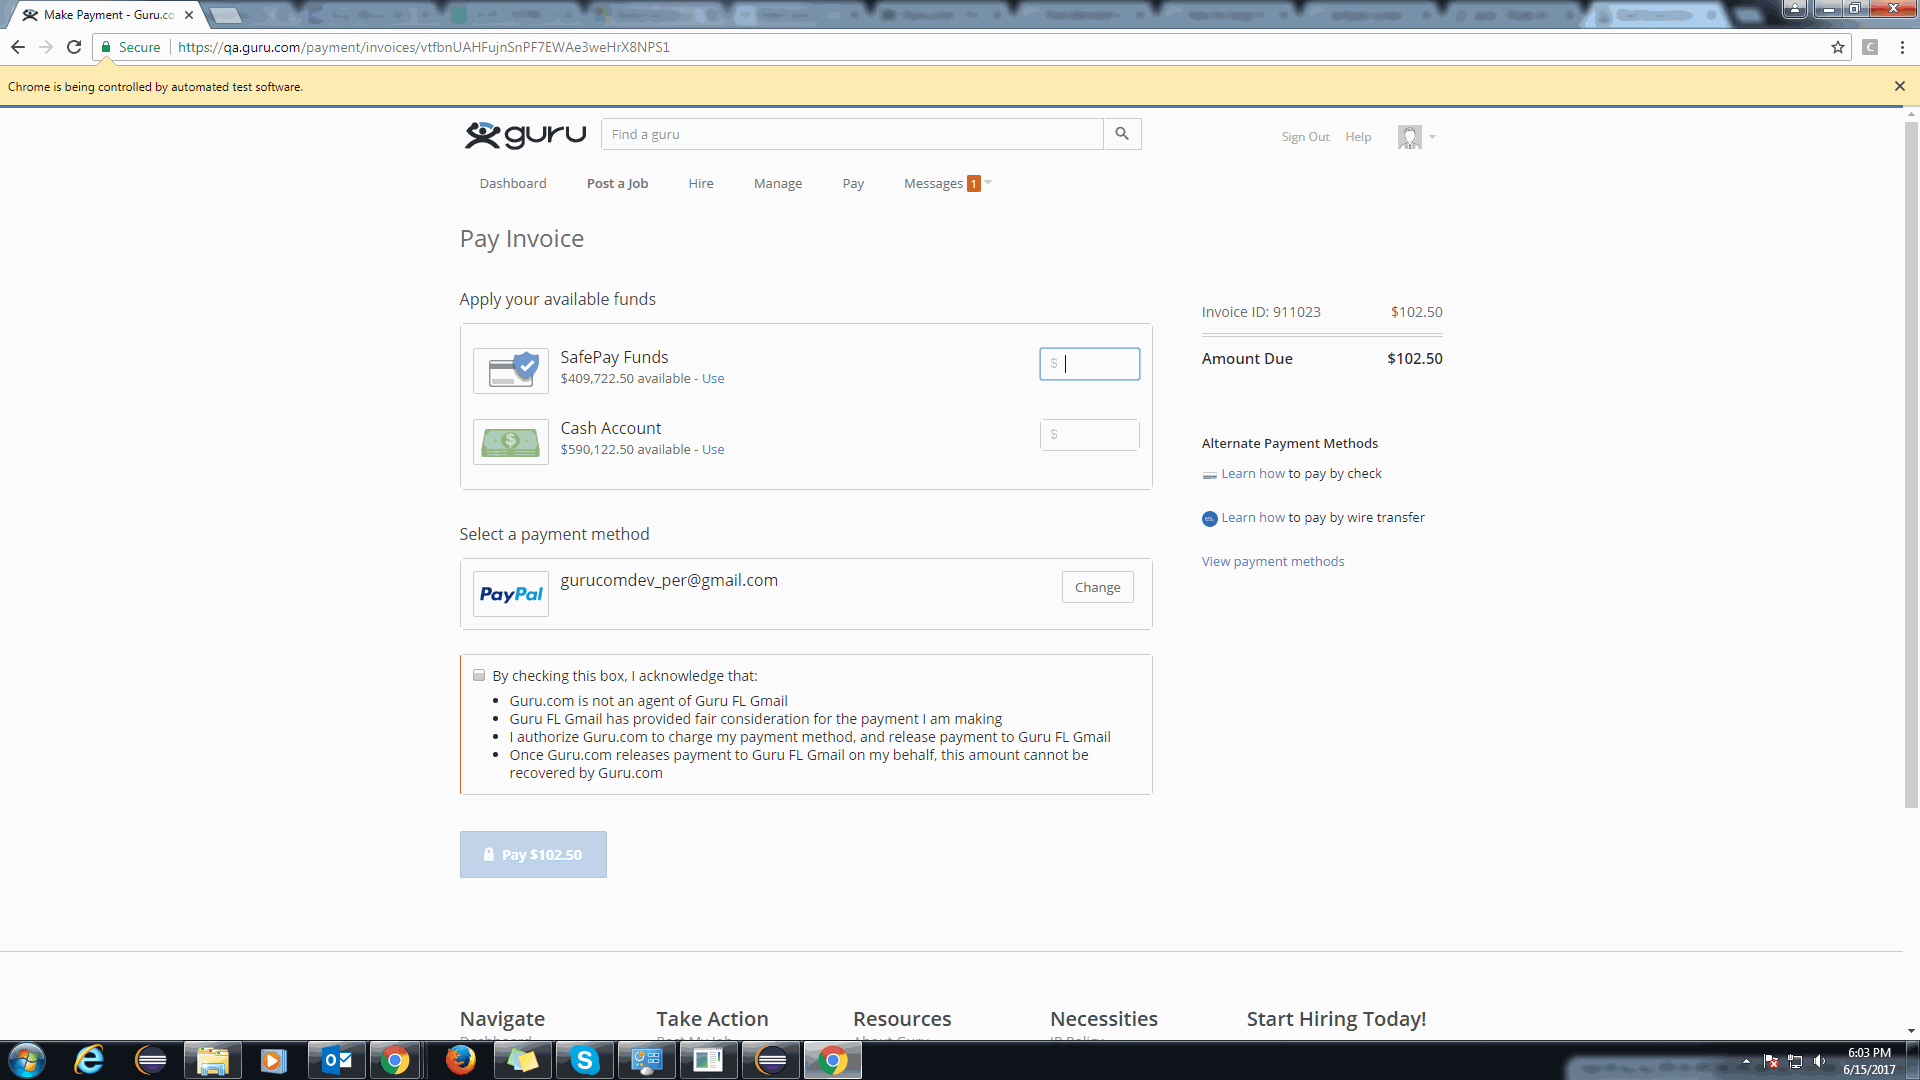 Make Payment - Guru.co
Secure
https://qa.guru.com/payment/invoices/vtfbnUAHFujnSnPF7EWAe3weHrX8NPS1
C
Chrome is being controlled by automated test software.
guru
Find a guru
Sign Out
Help
Dashboard
Post a Job
Hire
Manage
Pay
Messages 1
Pay Invoice
Apply your available funds
SafePay Funds
$409,722.50 available - Use
$
Cash Account
$590,122.50 available - Use
$
Invoice ID: 911023 $102.50
Amount Due $102.50
Alternate Payment Methods
Learn how to pay by check
Learn how to pay by wire transfer
View payment methods
Select a payment method
PayPal
gurucomdev_per@gmail.com
Change
By checking this box, I acknowledge that:
• Guru.com is not an agent of Guru FL Gmail
• Guru FL Gmail has provided fair consideration for the payment I am making
• I authorize Guru.com to charge my payment method, and release payment to Guru FL Gmail
• Once Guru.com releases payment to Guru FL Gmail on my behalf, this amount cannot be
recovered by Guru.com
Pay $102.50
Navigate
Take Action
Resources
Necessities
Start Hiring Today!
6:03 PM
6/15/2017